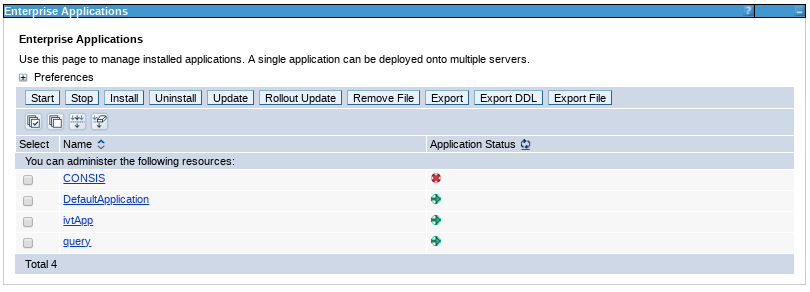 Enterprise Applications ? –
Enterprise Applications
Use this page to manage installed applications. A single application can be deployed onto multiple servers.
Preferences
Start Stop Install Uninstall Update Rollout Update Remove File Export Export DDL Export File
Select Name Application Status
You can administer the following resources:
CONSIS
DefaultApplication
ivtApp
query
Total 4